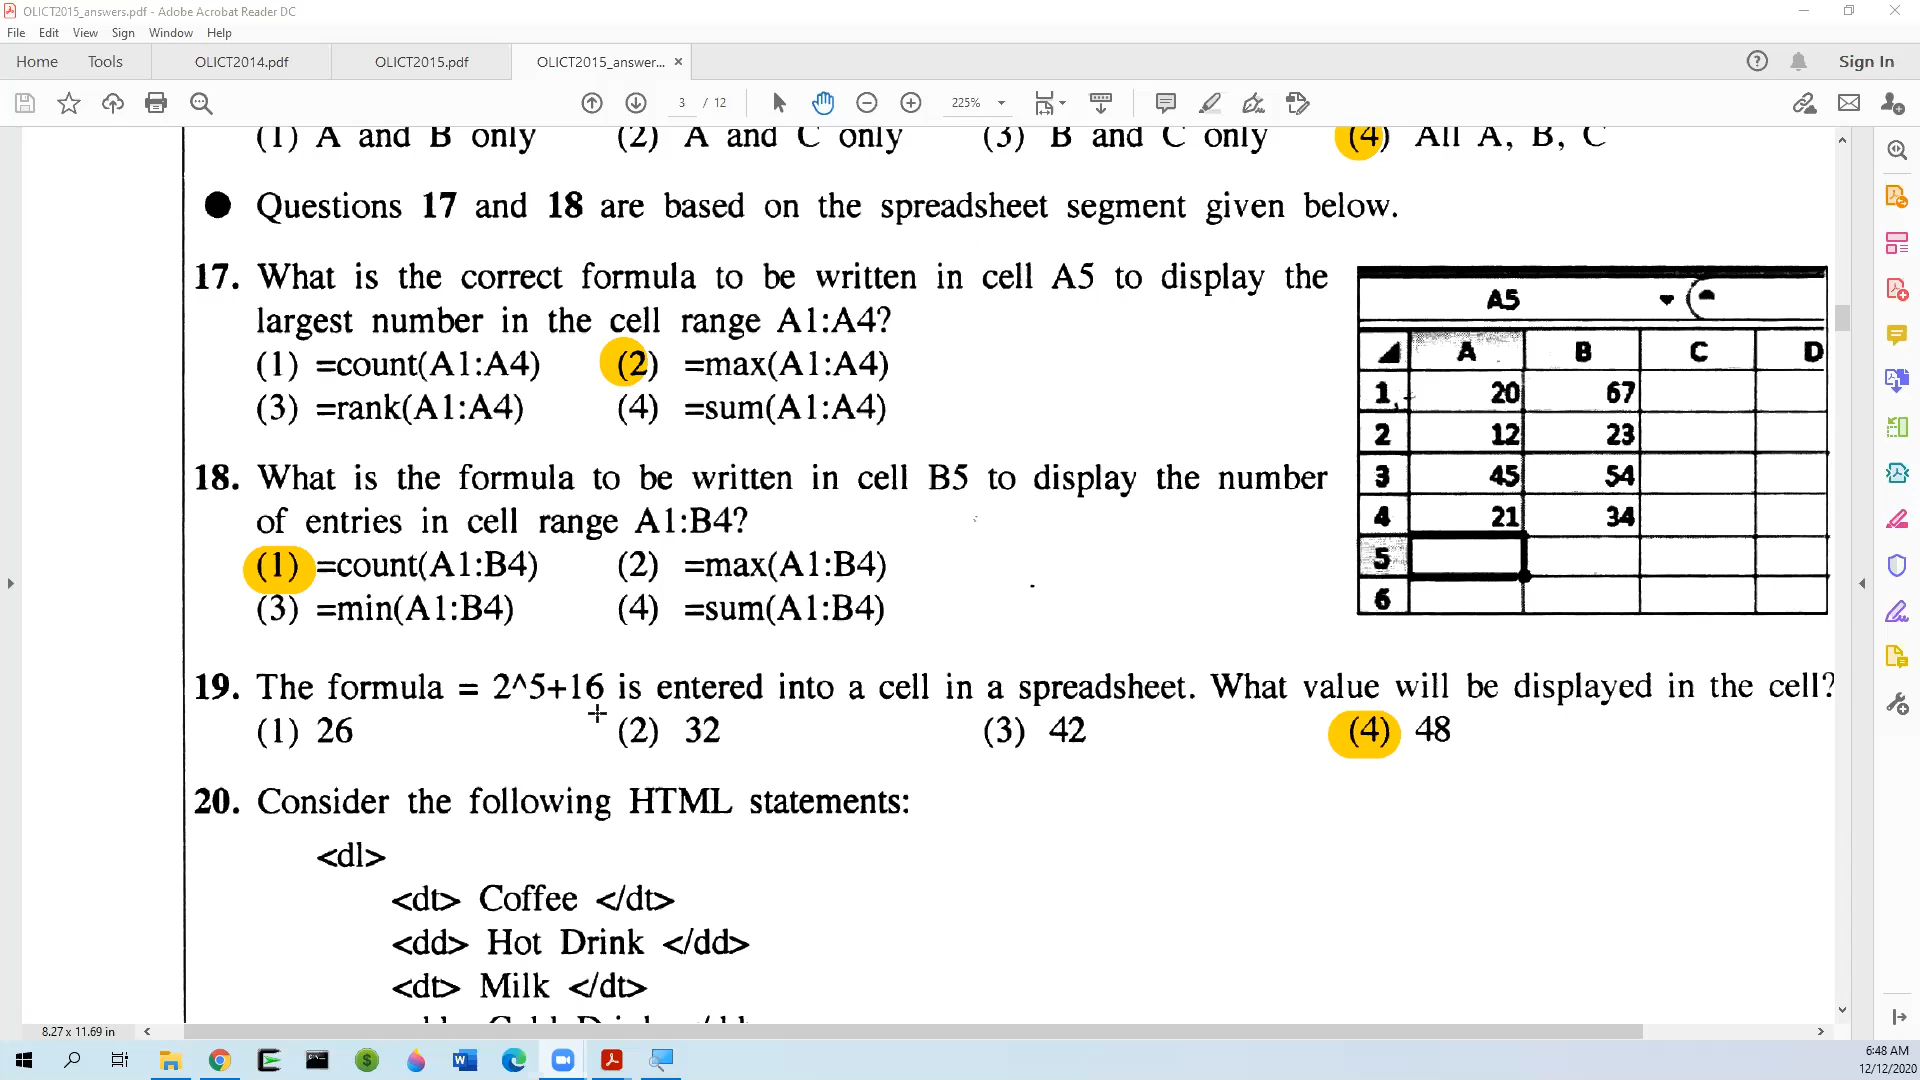 OLICT2015_answers.pdf - Adobe Acrobat Reader DC
File Edit View Sign Window Help
Home Tools OLICT2014.pdf OLICT2015.pdf OLICT2015_answer... × Sign In
3 / 12 225%
(1) A and B only (2) A and C only (3) B and C only (4) All A, B, C
● Questions 17 and 18 are based on the spreadsheet segment given below.
17. What is the correct formula to be written in cell A5 to display the
largest number in the cell range A1:A4?
(1) =count(A1:A4) (2) =max(A1:A4)
(3) =rank(A1:A4) (4) =sum(A1:A4)
18. What is the formula to be written in cell B5 to display the number
of entries in cell range A1:B4?
(1) =count(A1:B4) (2) =max(A1:B4)
(3) =min(A1:B4) (4) =sum(A1:B4)
A5
A B C D
1 20 67
2 12 23
3 45 54
4 21 34
5
6
19. The formula = 2^5+16 is entered into a cell in a spreadsheet. What value will be displayed in the cell?
(1) 26 (2) 32 (3) 42 (4) 48
20. Consider the following HTML statements:
<dl>
<dt> Coffee </dt>
<dd> Hot Drink </dd>
<dt> Milk </dt>
8.27 x 11.69 in
6:48 AM
12/12/2020